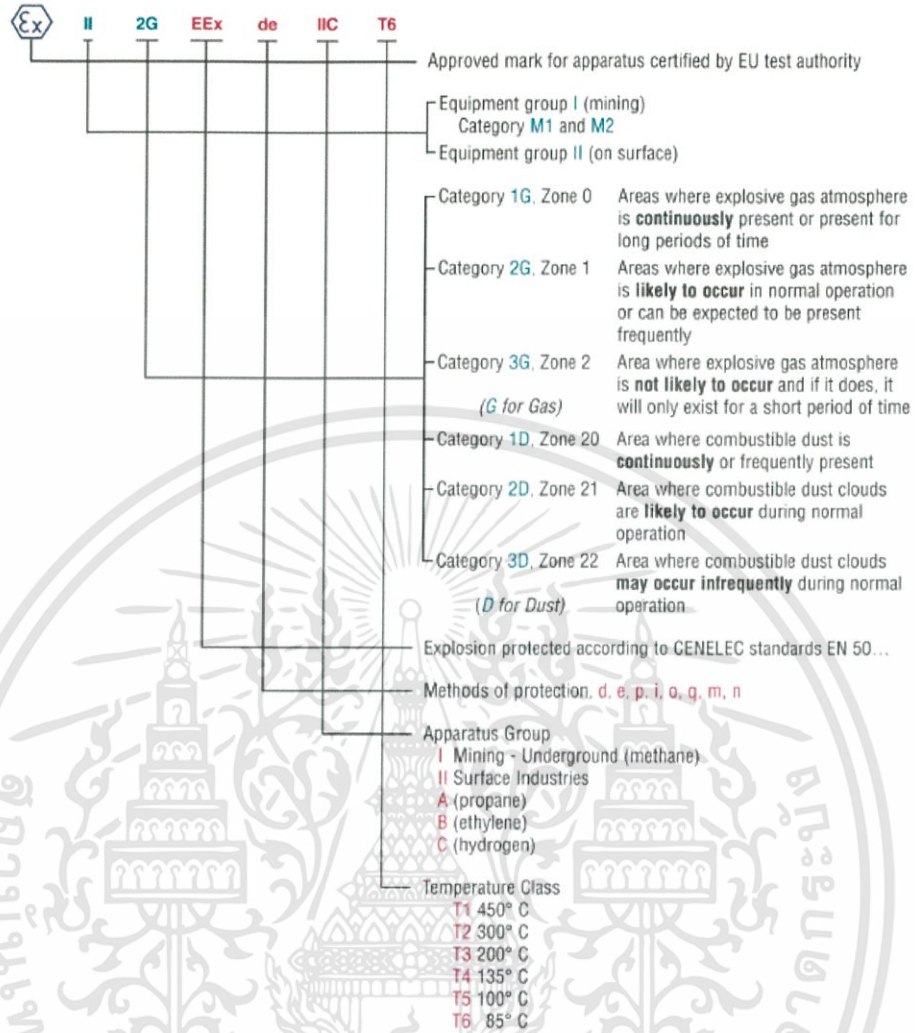 Ex II 2G EEx de IIC T6
Approved mark for apparatus certified by EU test authority
Equipment group I (mining)
Category M1 and M2
Equipment group II (on surface)
Category 1G, Zone 0 Areas where explosive gas atmosphere
is continuously present or present for
long periods of time
Category 2G, Zone 1 Areas where explosive gas atmosphere
is likely to occur in normal operation
or can be expected to be present
frequently
Category 3G, Zone 2 Area where explosive gas atmosphere
is not likely to occur and if it does, it
(G for Gas) will only exist for a short period of time
Category 1D, Zone 20 Area where combustible dust is
continuously or frequently present
Category 2D, Zone 21 Area where combustible dust clouds
are likely to occur during normal
operation
Category 3D, Zone 22 Area where combustible dust clouds
may occur infrequently during normal
(D for Dust) operation
Explosion protected according to CENELEC standards EN 50...
Methods of protection, d, e, p, i, o, q, m, n
Apparatus Group
I Mining - Underground (methane)
II Surface Industries
A (propane)
B (ethylene)
C (hydrogen)
Temperature Class
T1 450° C
T2 300° C
T3 200° C
T4 135° C
T5 100° C
T6 85° C